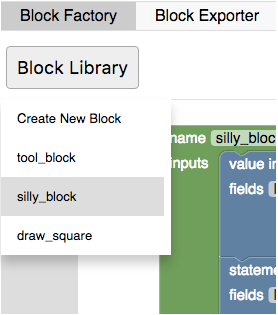 Block Factory
Block Exporter
Block Library
Create New Block
tool_block
silly_block
draw_square
name silly_bloc
inputs
value in
fields
stateme
fields